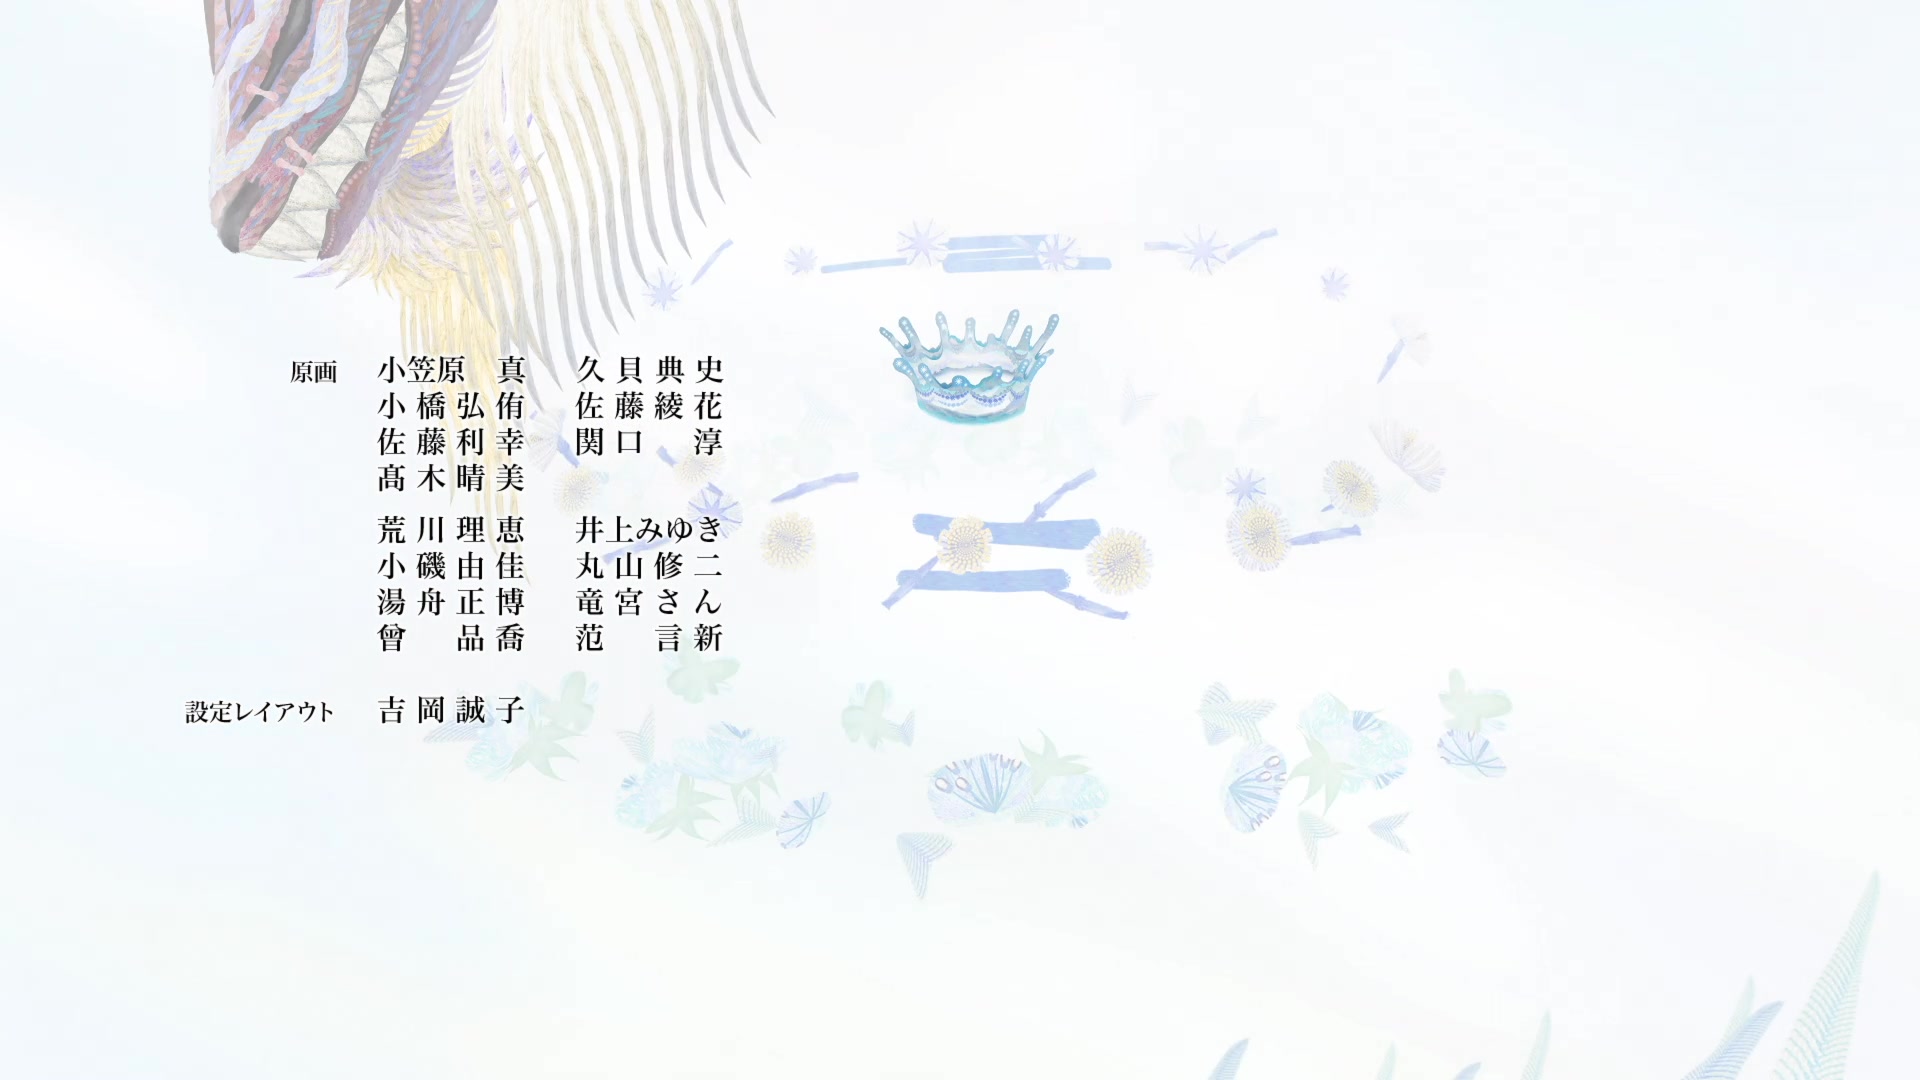 原画 小笠原 真 久貝典史
小橋弘侑 佐藤綾花
佐藤利幸 関口 淳
髙木晴美
荒川理恵 井上みゆき
小磯由佳 丸山修二
湯舟正博 竜宮さん
曾 品喬 范 言新
設定レイアウト 吉岡誠子